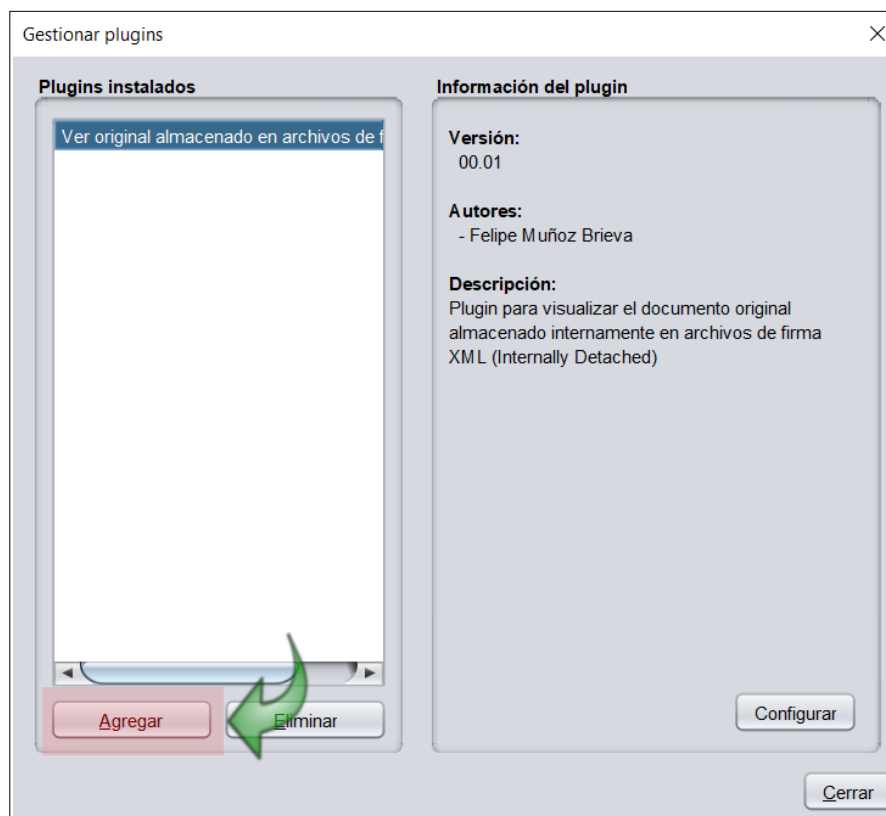 Gestionar plugins
Plugins instalados
Ver original almacenado en archivos de f
Agregar
Eliminar
Información del plugin
Versión:
00.01
Autores:
- Felipe Muñoz Brieva
Descripción:
Plugin para visualizar el documento original
almacenado internamente en archivos de firma
XML (Internally Detached)
Configurar
Cerrar